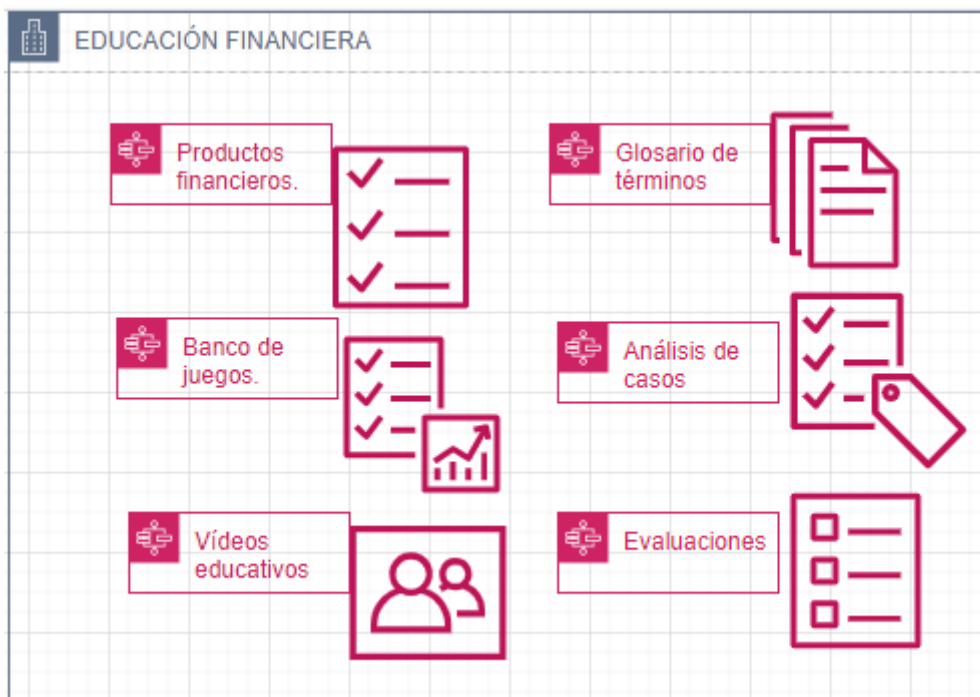 EDUCACIÓN FINANCIERA
Productos
financieros.
Glosario de
términos
Banco de
juegos.
Análisis de
casos
Vídeos
educativos
Evaluaciones